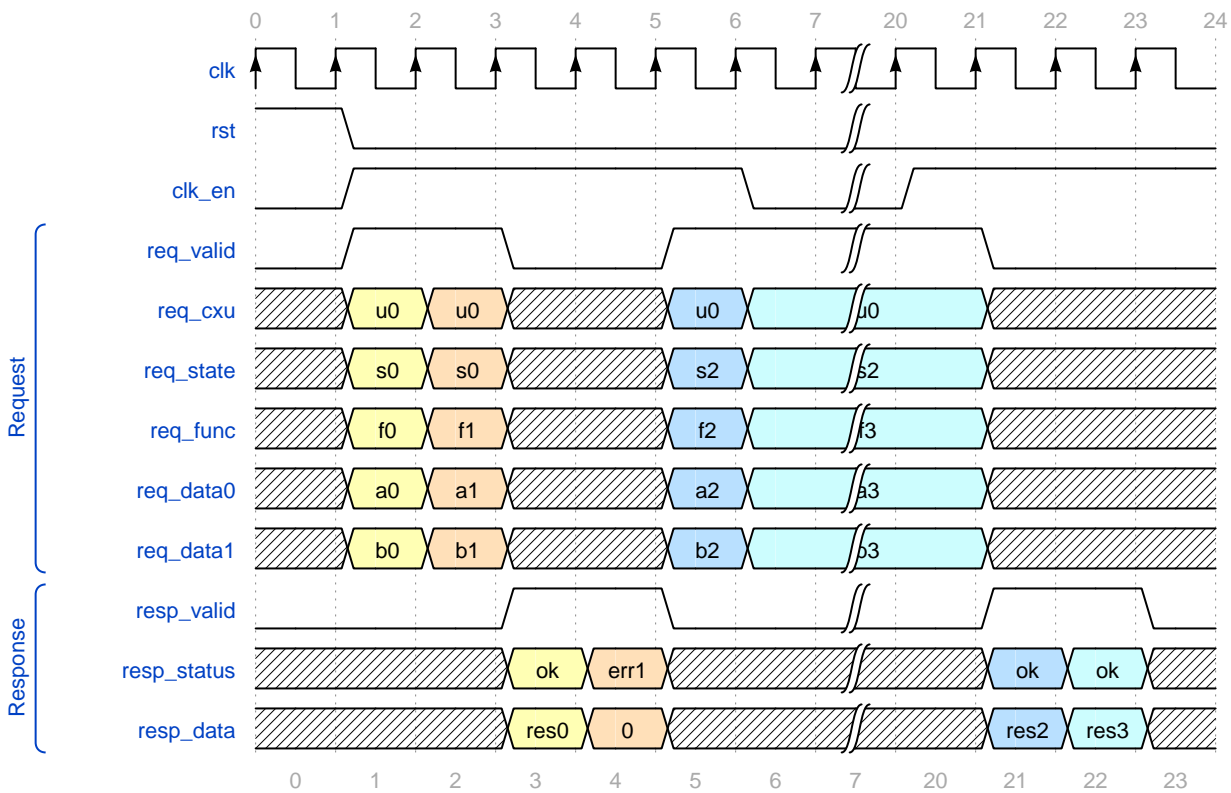 0 1 2 3 4 5 6 7 20 21 22 23 24
clk
rst
clk_en
req_valid
req_cxu u0 u0 u0 u0
req_state s0 s0 s2 s2
req_func f0 f1 f2 f3
req_data0 a0 a1 a2 a3
req_data1 b0 b1 b2 b3
Request
resp_valid
resp_status ok err1 ok ok
resp_data res0 0 res2 res3
Response
0 1 2 3 4 5 6 7 20 21 22 23